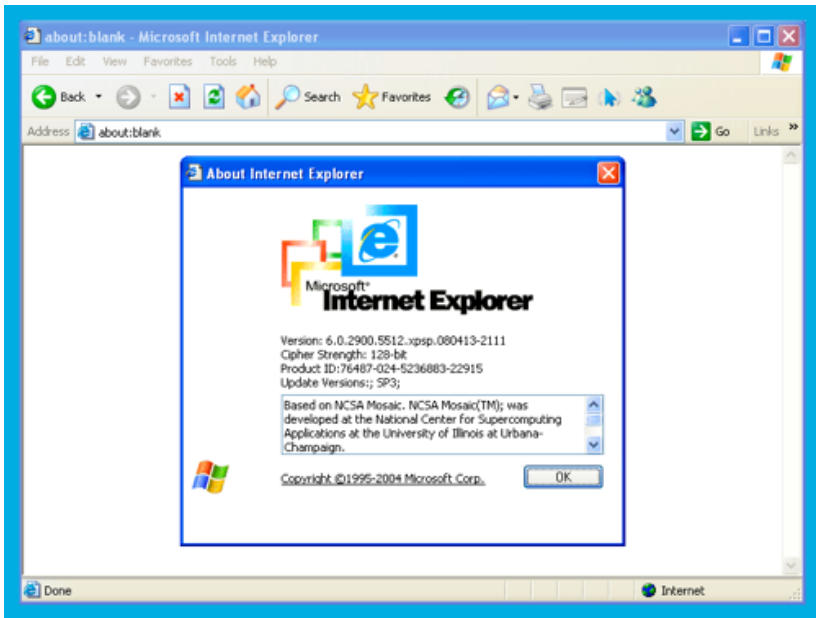 about:blank - Microsoft Internet Explorer
File Edit View Favorites Tools Help
Back Search Favorites
Address about:blank Go Links »
About Internet Explorer
Microsoft®
Internet Explorer
Version: 6.0.2900.5512.xpsp.080413-2111
Cipher Strength: 128-bit
Product ID:76487-024-5236883-22915
Update Versions:; SP3;
Based on NCSA Mosaic. NCSA Mosaic(TM); was
developed at the National Center for Supercomputing
Applications at the University of Illinois at Urbana-
Champaign.
Copyright ©1995-2004 Microsoft Corp. OK
Done Internet